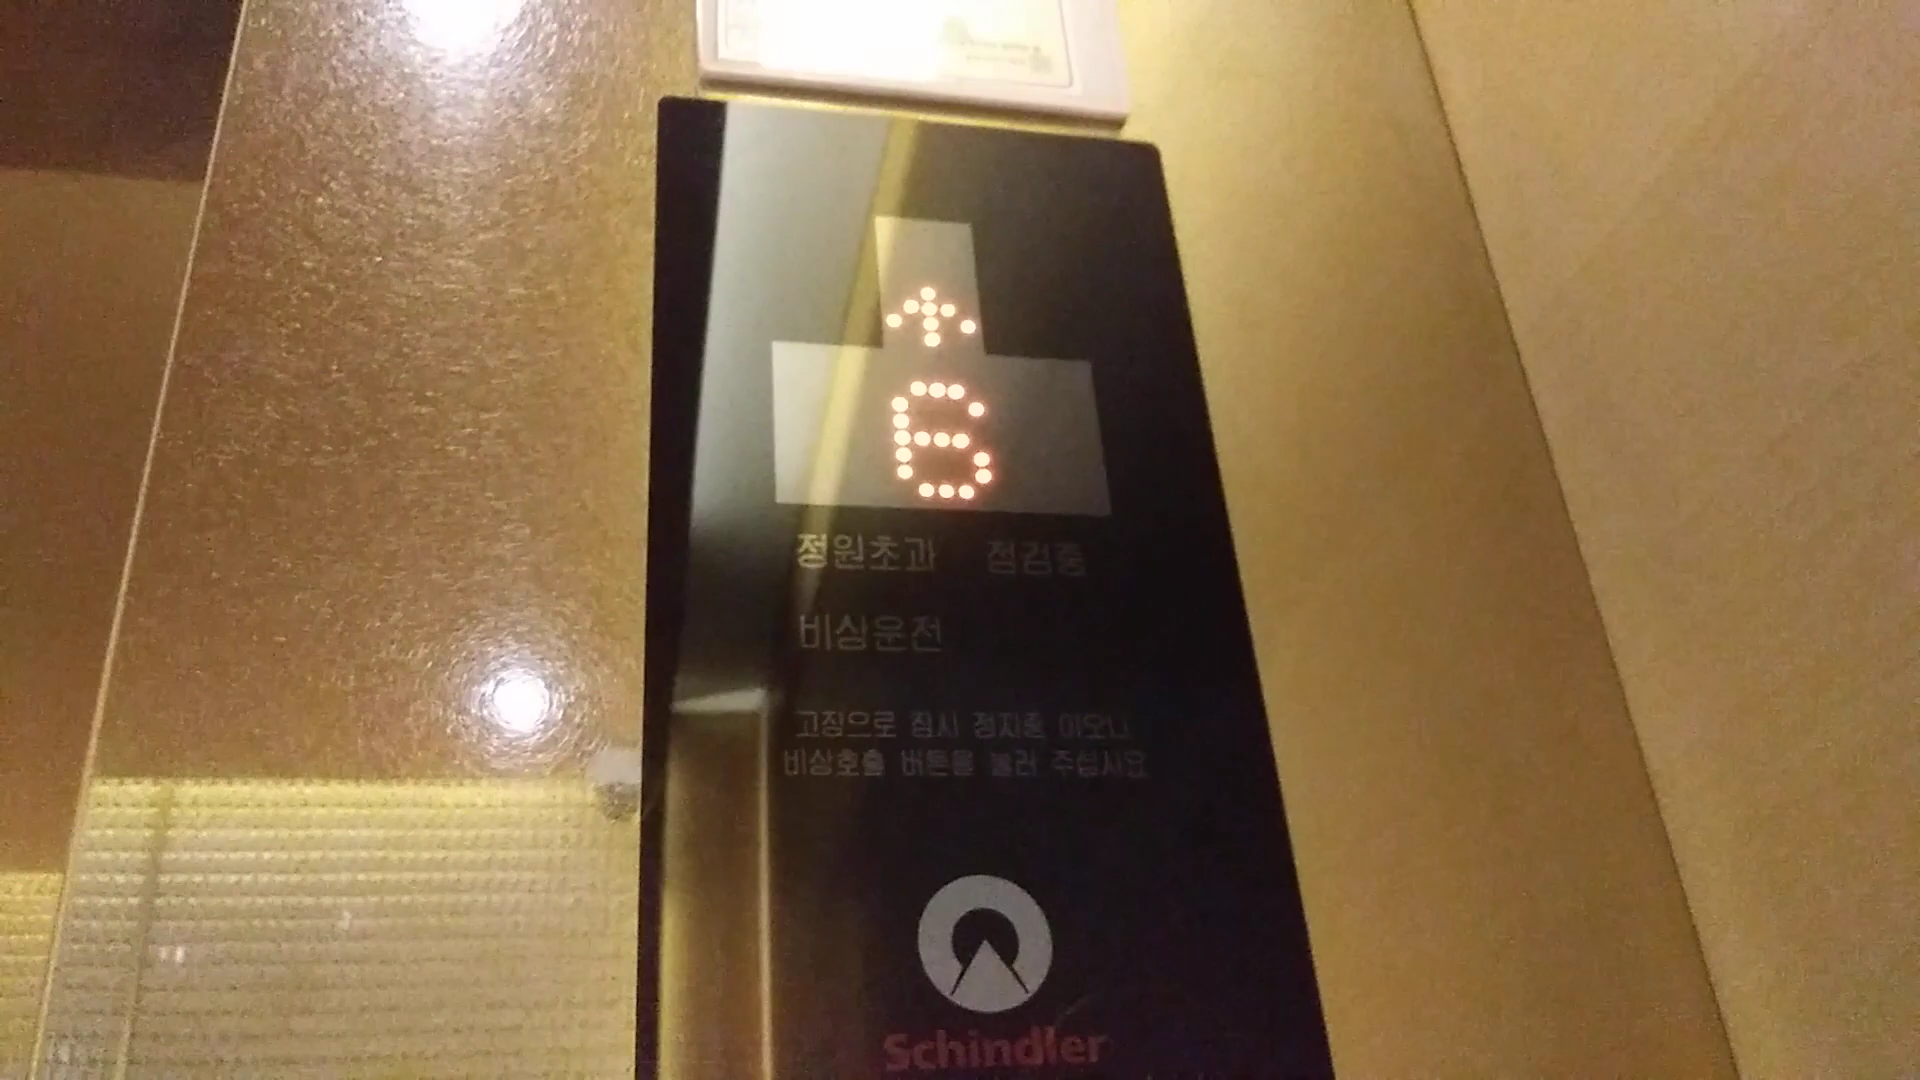 ↑
6
정원초과 점검중
비상운전
고장으로 잠시 정지중 이오니
비상호출 버튼을 눌러 주십시요
Schindler